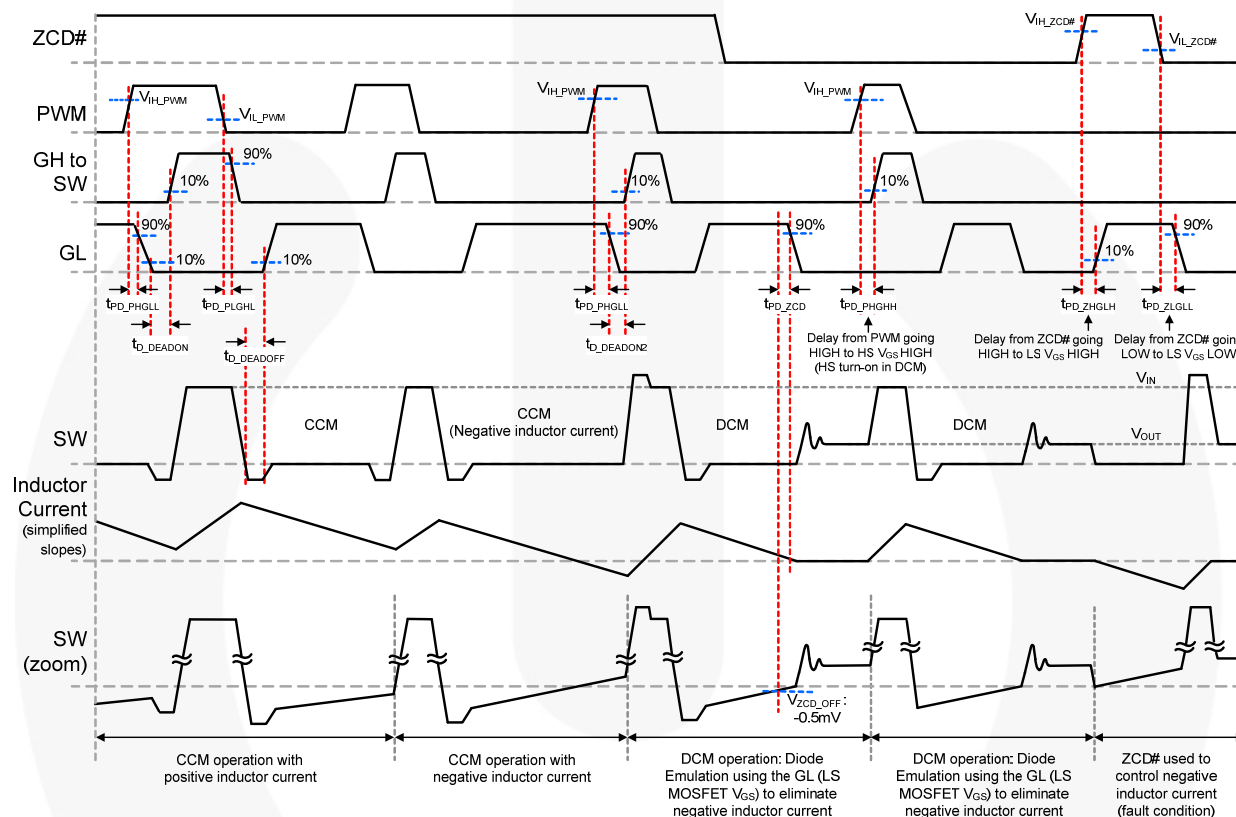 ZCD#
V_IH_ZCD#
V_IL_ZCD#
PWM
V_IH_PWM
V_IL_PWM
V_IH_PWM
V_IH_PWM
GH to
SW
90%
10%
10%
10%
GL
90%
10%
10%
90%
90%
10%
90%
t_PD_PHGLL
t_PD_PLGHL
t_PD_PHGLL
t_PD_ZCD
t_PD_PHGHH
t_PD_ZHGLH
t_PD_ZLGLL
t_D_DEADON
t_D_DEADOFF
t_D_DEADON2
Delay from PWM going
HIGH to HS V_GS HIGH
(HS turn-on in DCM)
Delay from ZCD# going
HIGH to LS V_GS HIGH
Delay from ZCD# goin
LOW to LS V_GS LOW
V_IN
SW
CCM
CCM
(Negative inductor current)
DCM
DCM
V_OUT
Inductor
Current
(simplified
slopes)
SW
(zoom)
V_ZCD_OFF :
-0.5mV
CCM operation with
positive inductor current
CCM operation with
negative inductor current
DCM operation: Diode
Emulation using the GL (LS
MOSFET V_GS) to eliminate
negative inductor current
DCM operation: Diode
Emulation using the GL (LS
MOSFET V_GS) to eliminate
negative inductor current
ZCD# used to
control negative
inductor current
(fault condition)